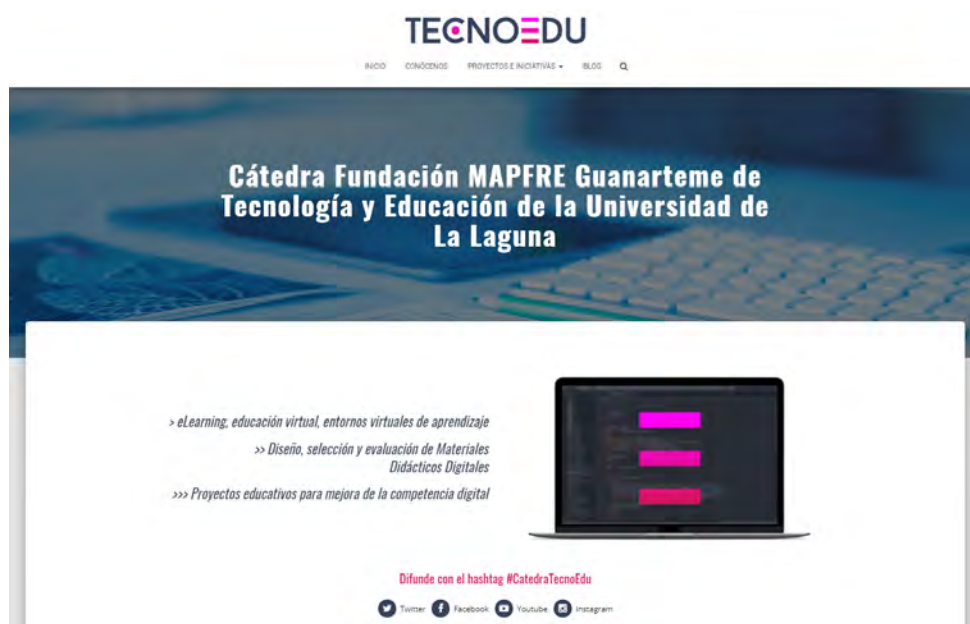 TECNOEDU
INICIO CONÓCENOS PROYECTOS E INICIATIVAS BLOG
Cátedra Fundación MAPFRE Guanarteme de
Tecnología y Educación de la Universidad de
La Laguna
> eLearning, educación virtual, entornos virtuales de aprendizaje
>> Diseño, selección y evaluación de Materiales
Didácticos Digitales
>>> Proyectos educativos para mejora de la competencia digital
Difunde con el hashtag #CatedraTecnoEdu
Twitter Facebook Youtube Instagram